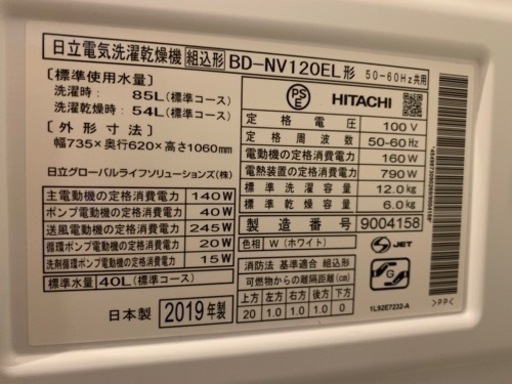 日立電気洗濯乾燥機 組込形 BD-NV120EL形 50-60Hz共用
〔標準使用水量〕
洗濯時: 85L(標準コース)
洗濯乾燥時: 54L(標準コース)
〔外形寸法〕
幅735×奥行620×高さ1060mm
日立グローバルライフソリューションズ(株)
主電動機の定格消費電力 140W
ポンプ電動機の定格消費電力 40W
送風電動機の定格消費電力 245W
循環ポンプ電動機の定格消費電力 20W
洗剤循環ポンプ電動機の定格消費電力 15W
標準水量 40L(標準コース)
日本製 2019年製
PS
E
HITACHI
定格電圧 100V
定格周波数 50-60Hz
電動機の定格消費電力 160W
電熱装置の定格消費電力 790W
標準洗濯容量 12.0kg
標準乾燥容量 6.0kg
製造番号 9004158
色相 W(ホワイト)
S-JET
消防法 基準適合 組込形
可燃物からの離隔距離(cm)
上方 左方 右方 後方 下方
20 1.0 1.0 1.0 0
G
1L92E7232-A
>PP<